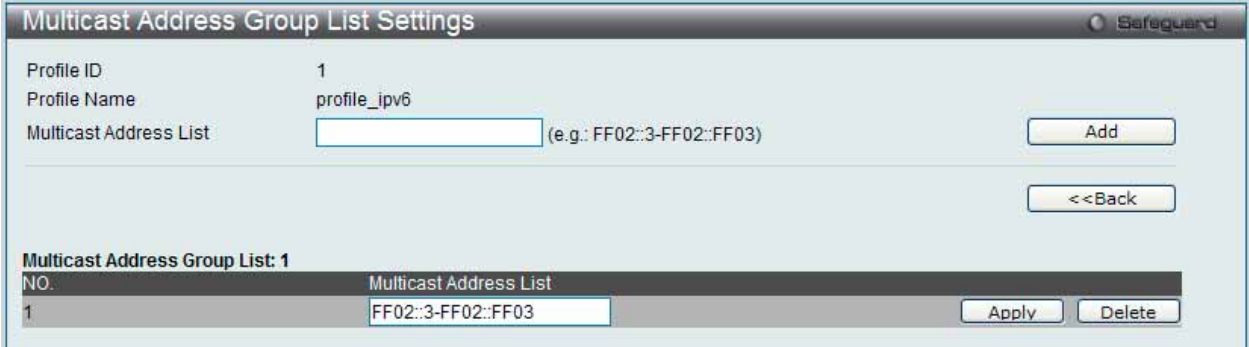 Multicast Address Group List Settings
Safeguard
Profile ID 1
Profile Name profile_ipv6
Multicast Address List (e.g.: FF02::3-FF02::FF03) Add
<<Back
Multicast Address Group List: 1
NO. Multicast Address List
1 FF02::3-FF02::FF03 Apply Delete